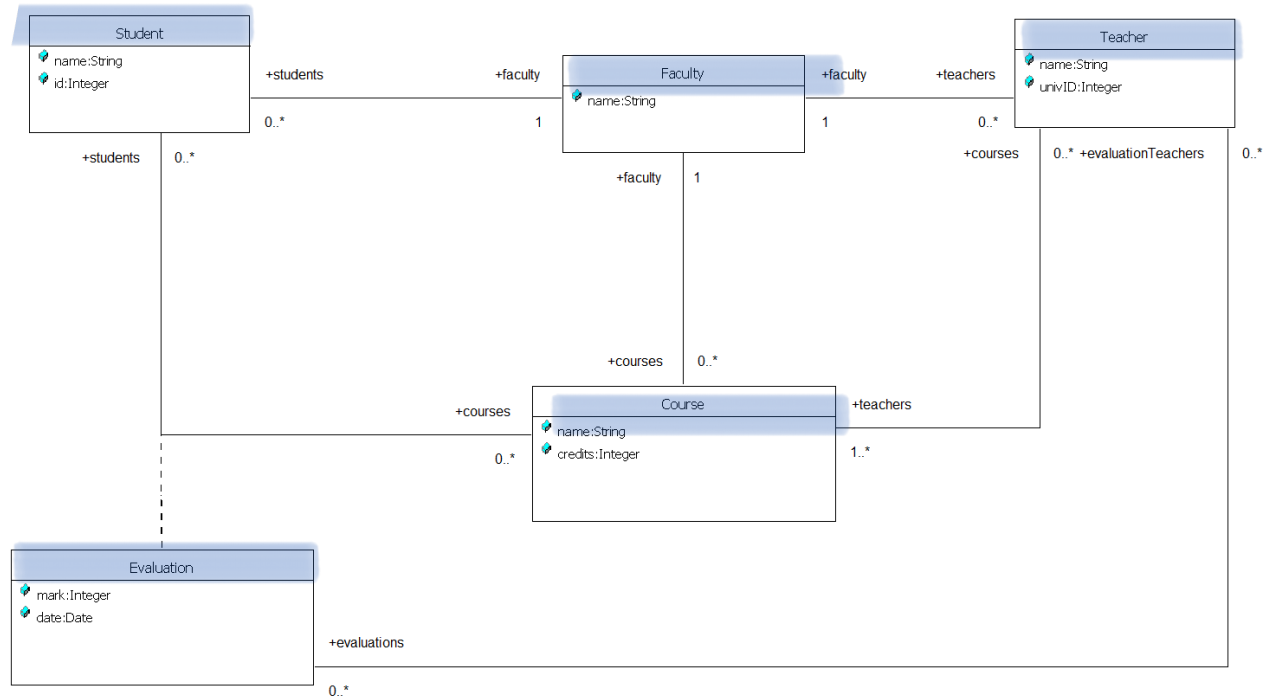 Student
name:String
id:Integer
+students
0..*
+faculty
1
Faculty
name:String
+faculty
1
+teachers
0..*
Teacher
name:String
univID:Integer
+students
0..*
+faculty
1
+courses
0..*
+evaluationTeachers
0..*
+courses
0..*
+courses
0..*
Course
name:String
credits:Integer
+teachers
1..*
Evaluation
mark:Integer
date:Date
+evaluations
0..*